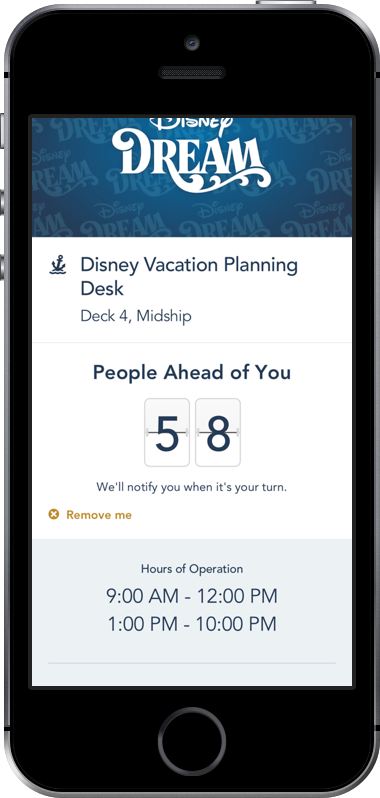 Disney
DREAM
Disney Vacation Planning
Desk
Deck 4, Midship
People Ahead of You
5 8
We'll notify you when it's your turn.
Remove me
Hours of Operation
9:00 AM - 12:00 PM
1:00 PM - 10:00 PM